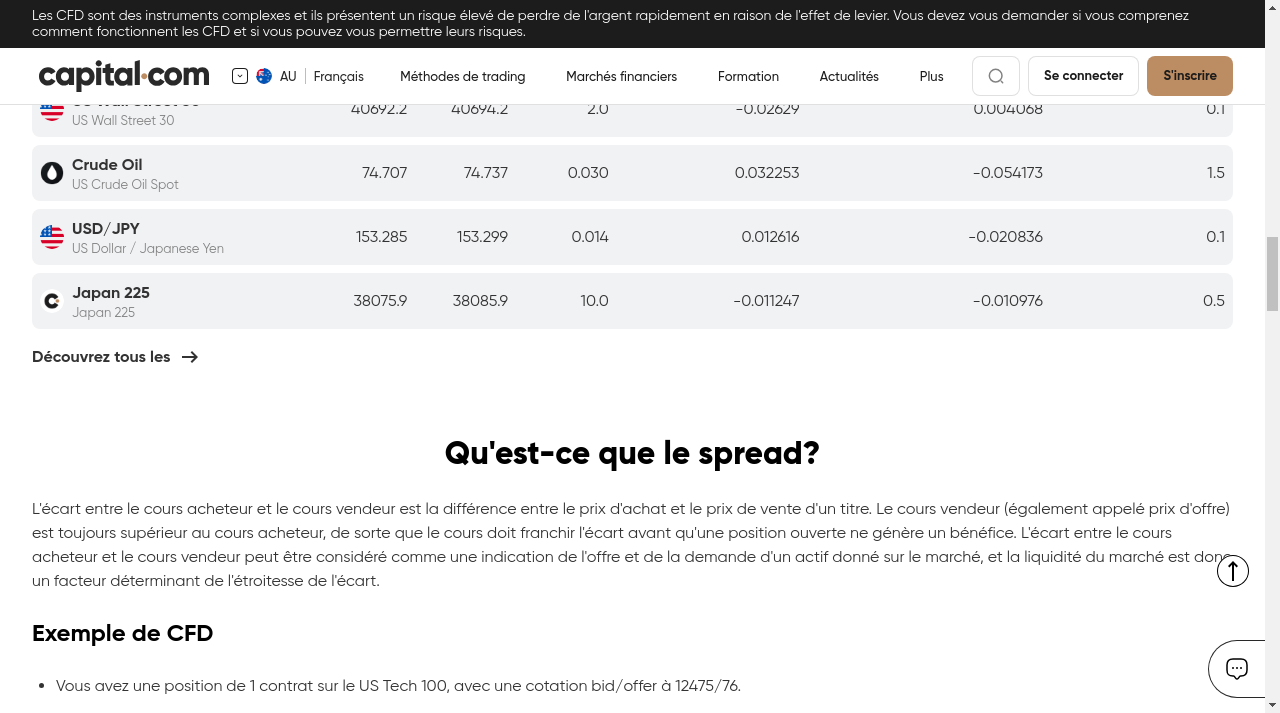 Les CFD sont des instruments complexes et ils présentent un risque élevé de perdre de l'argent rapidement en raison de l'effet de levier. Vous devez vous demander si vous comprenez
comment fonctionnent les CFD et si vous pouvez vous permettre leurs risques.
capital.com AU Français Méthodes de trading Marchés financiers Formation Actualités Plus Se connecter S'inscrire
US Wall Street 30 40692.2 40694.2 2.0 -0.02629 0.004068 0.1
US Wall Street 30
Crude Oil 74.707 74.737 0.030 0.032253 -0.054173 1.5
US Crude Oil Spot
USD/JPY 153.285 153.299 0.014 0.012616 -0.020836 0.1
US Dollar / Japanese Yen
Japan 225 38075.9 38085.9 10.0 -0.011247 -0.010976 0.5
Japan 225
Découvrez tous les
Qu'est-ce que le spread?
L'écart entre le cours acheteur et le cours vendeur est la différence entre le prix d'achat et le prix de vente d'un titre. Le cours vendeur (également appelé prix d'offre)
est toujours supérieur au cours acheteur, de sorte que le cours doit franchir l'écart avant qu'une position ouverte ne génère un bénéfice. L'écart entre le cours
acheteur et le cours vendeur peut être considéré comme une indication de l'offre et de la demande d'un actif donné sur le marché, et la liquidité du marché est donc
un facteur déterminant de l'étroitesse de l'écart.
Exemple de CFD
Vous avez une position de 1 contrat sur le US Tech 100, avec une cotation bid/offer à 12475/76.